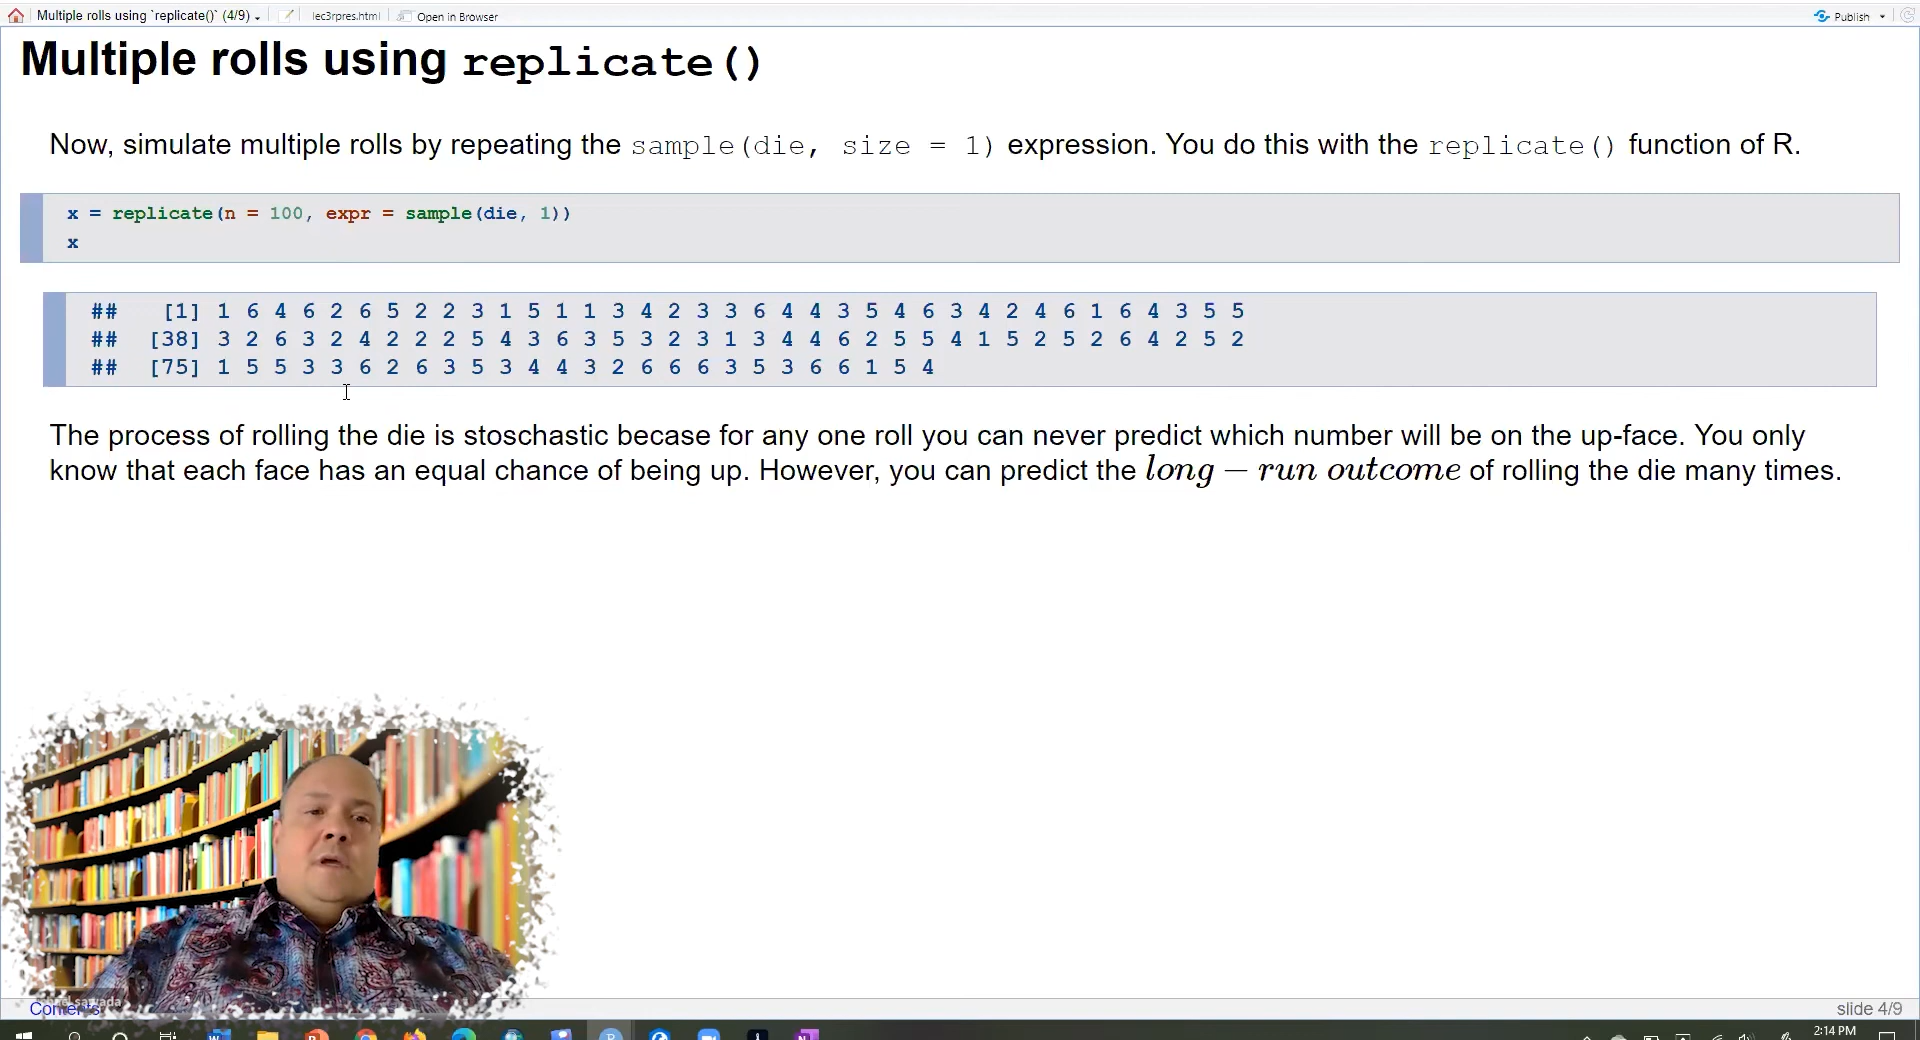 Multiple rolls using `replicate()` (4/9)
lec3rpres.html
Open in Browser
Publish
Multiple rolls using replicate()
Now, simulate multiple rolls by repeating the sample(die, size = 1) expression. You do this with the replicate() function of R.
x = replicate(n = 100, expr = sample(die, 1))
x
## [1] 1 6 4 6 2 6 5 2 2 3 1 5 1 1 3 4 2 3 3 6 4 4 3 5 4 6 3 4 2 4 6 1 6 4 3 5 5
## [38] 3 2 6 3 2 4 2 2 2 5 4 3 6 3 5 3 2 3 1 3 4 4 6 2 5 5 4 1 5 2 5 2 6 4 2 5 2
## [75] 1 5 5 3 3 6 2 6 3 5 3 4 4 3 2 6 6 6 3 5 3 6 6 1 5 4
The process of rolling the die is stoschastic becase for any one roll you can never predict which number will be on the up-face. You only
know that each face has an equal chance of being up. However, you can predict the long − run outcome of rolling the die many times.
Contents
slide 4/9
2:14 PM